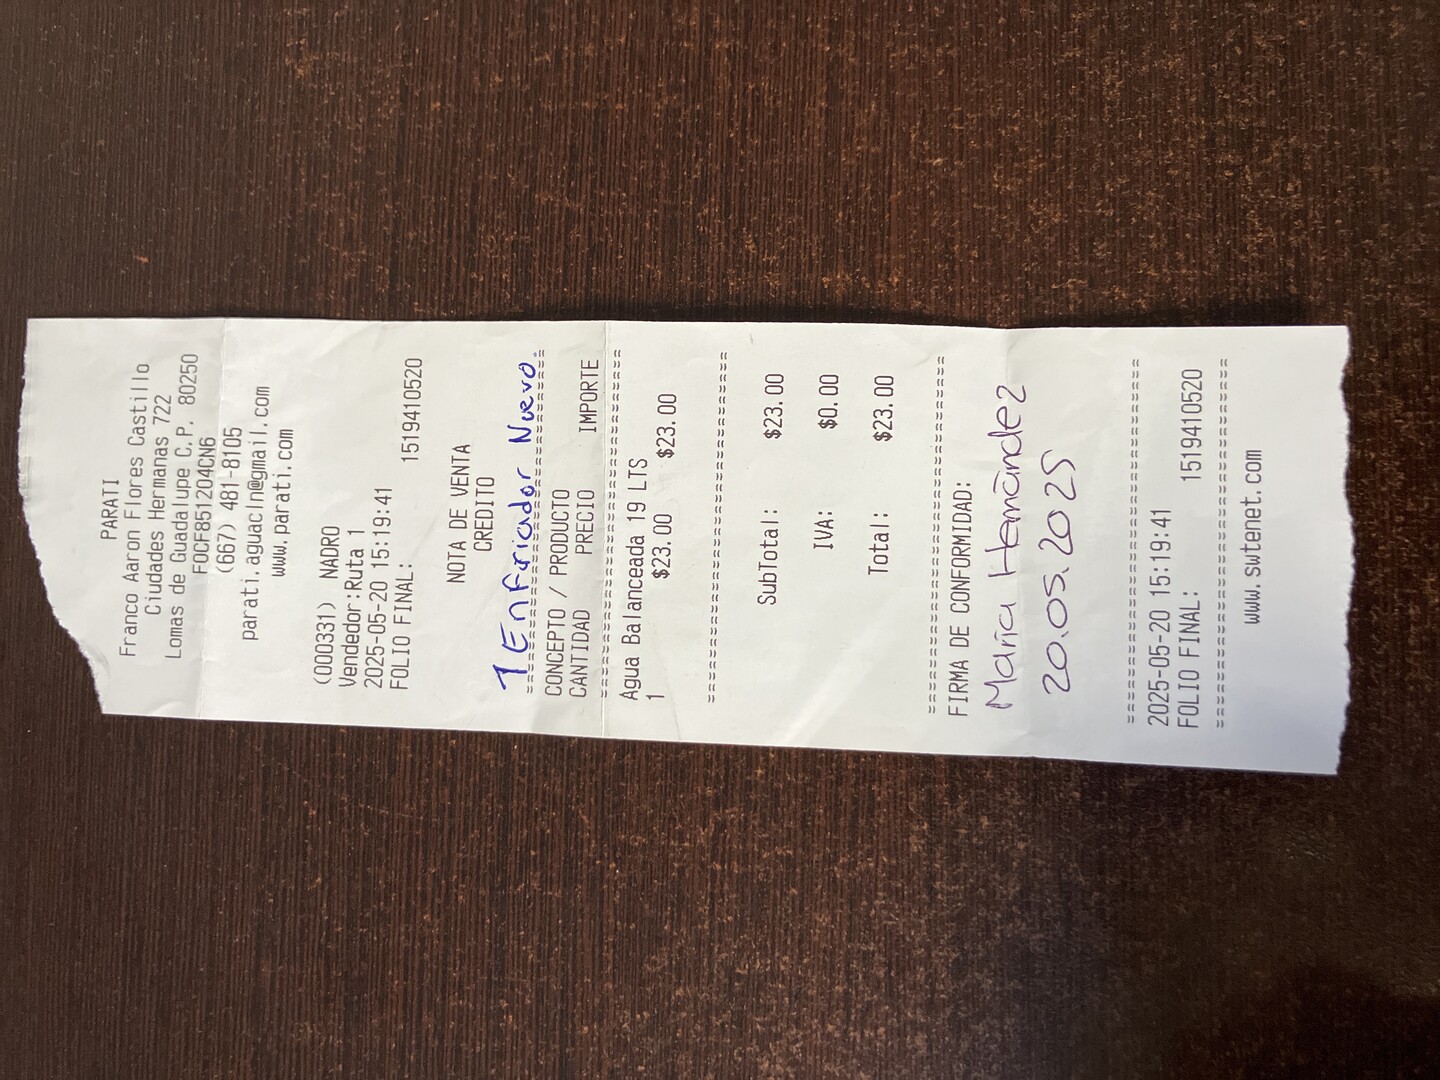 PARATI
Franco Aaron Flores Castillo
Ciudades Hermanas 722
Lomas de Guadalupe C.P. 80250
FOCF851204CN6
(667) 481-8105
parati.aguacln@gmail.com
www.parati.com
(000331) NADRO
Vendedor:Ruta 1
2025-05-20 15:19:41
FOLIO FINAL: 1519410520
NOTA DE VENTA
CREDITO
1 Enfriador Nuevo.
==============================
CONCEPTO / PRODUCTO
CANTIDAD PRECIO IMPORTE
==============================
Agua Balanceada 19 LTS
1 $23.00 $23.00
==============================
SubTotal: $23.00
IVA: $0.00
Total: $23.00
==============================
FIRMA DE CONFORMIDAD:
María Hernández
20.05.2025
==============================
2025-05-20 15:19:41
FOLIO FINAL: 1519410520
==============================
www.swtenet.com